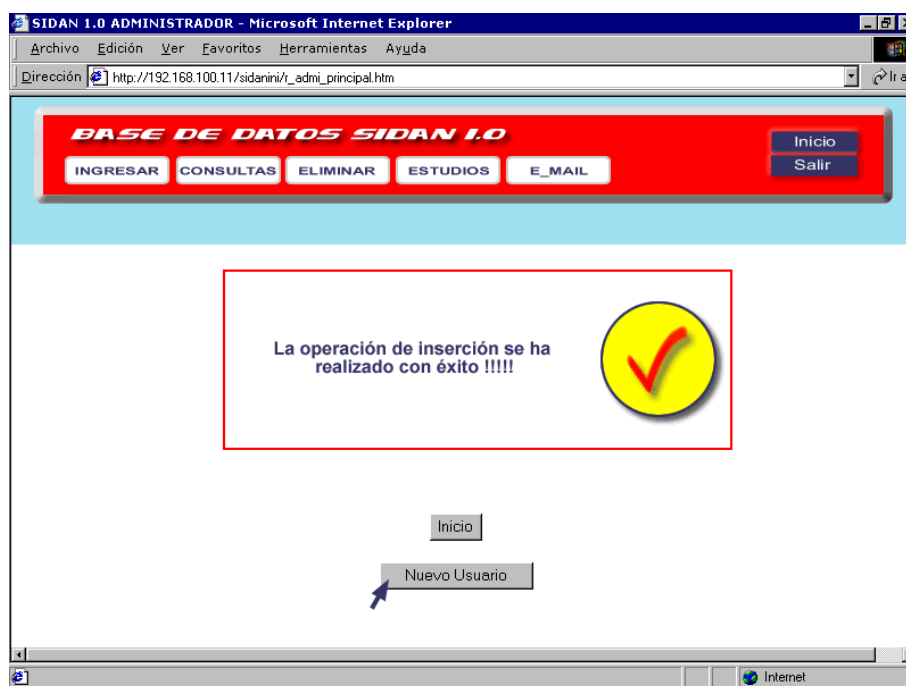 SIDAN 1.0 ADMINISTRADOR - Microsoft Internet Explorer
Archivo Edición Ver Favoritos Herramientas Ayuda
Dirección http://192.168.100.11/sidanini/r_admi_principal.htm Ir a
BASE DE DATOS SIDAN 1.0
Inicio
INGRESAR CONSULTAS ELIMINAR ESTUDIOS E_MAIL
Salir
La operación de inserción se ha
realizado con éxito !!!!!
Inicio
Nuevo Usuario
Internet